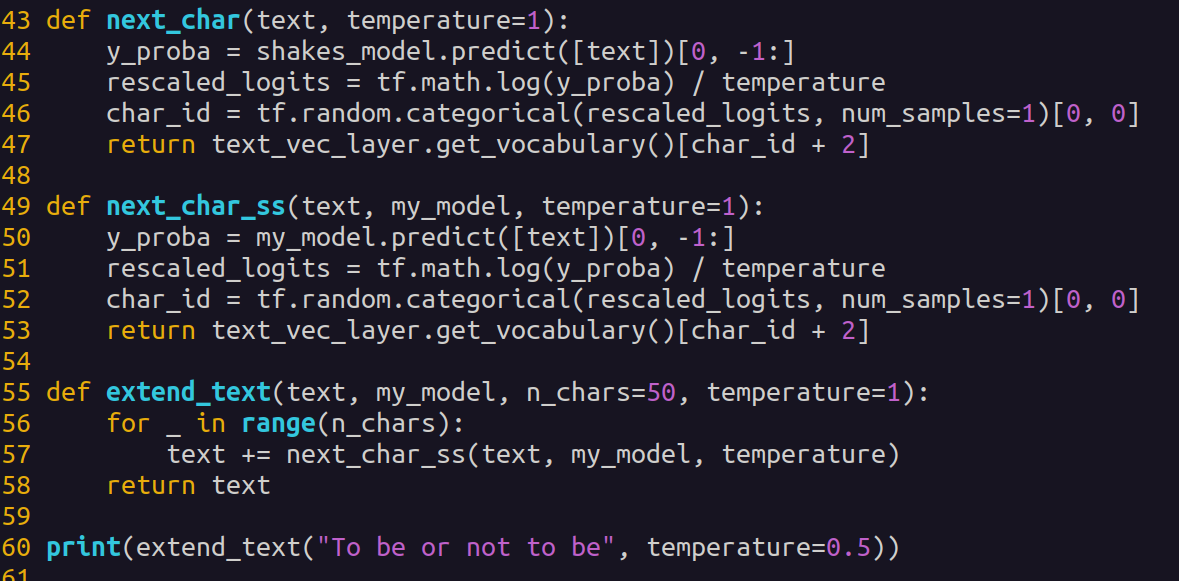 43 def next_char(text, temperature=1):
44     y_proba = shakes_model.predict([text])[0, -1:]
45     rescaled_logits = tf.math.log(y_proba) / temperature
46     char_id = tf.random.categorical(rescaled_logits, num_samples=1)[0, 0]
47     return text_vec_layer.get_vocabulary()[char_id + 2]
48
49 def next_char_ss(text, my_model, temperature=1):
50     y_proba = my_model.predict([text])[0, -1:]
51     rescaled_logits = tf.math.log(y_proba) / temperature
52     char_id = tf.random.categorical(rescaled_logits, num_samples=1)[0, 0]
53     return text_vec_layer.get_vocabulary()[char_id + 2]
54
55 def extend_text(text, my_model, n_chars=50, temperature=1):
56     for _ in range(n_chars):
57         text += next_char_ss(text, my_model, temperature)
58     return text
59
60 print(extend_text("To be or not to be", temperature=0.5))
61